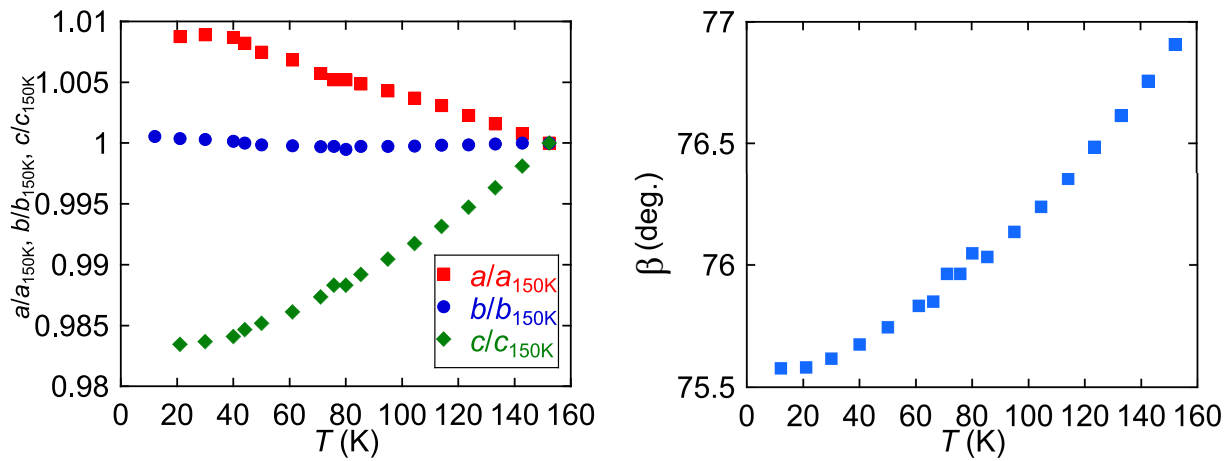 1.01
1.005
1
0.995
0.99
0.985
0.98
a/a150K, b/b150K, c/c150K
a/a150K
b/b150K
c/c150K
0 20 40 60 80 100 120 140 160
T (K)
77
76.5
76
75.5
β (deg.)
0 20 40 60 80 100 120 140 160
T (K)